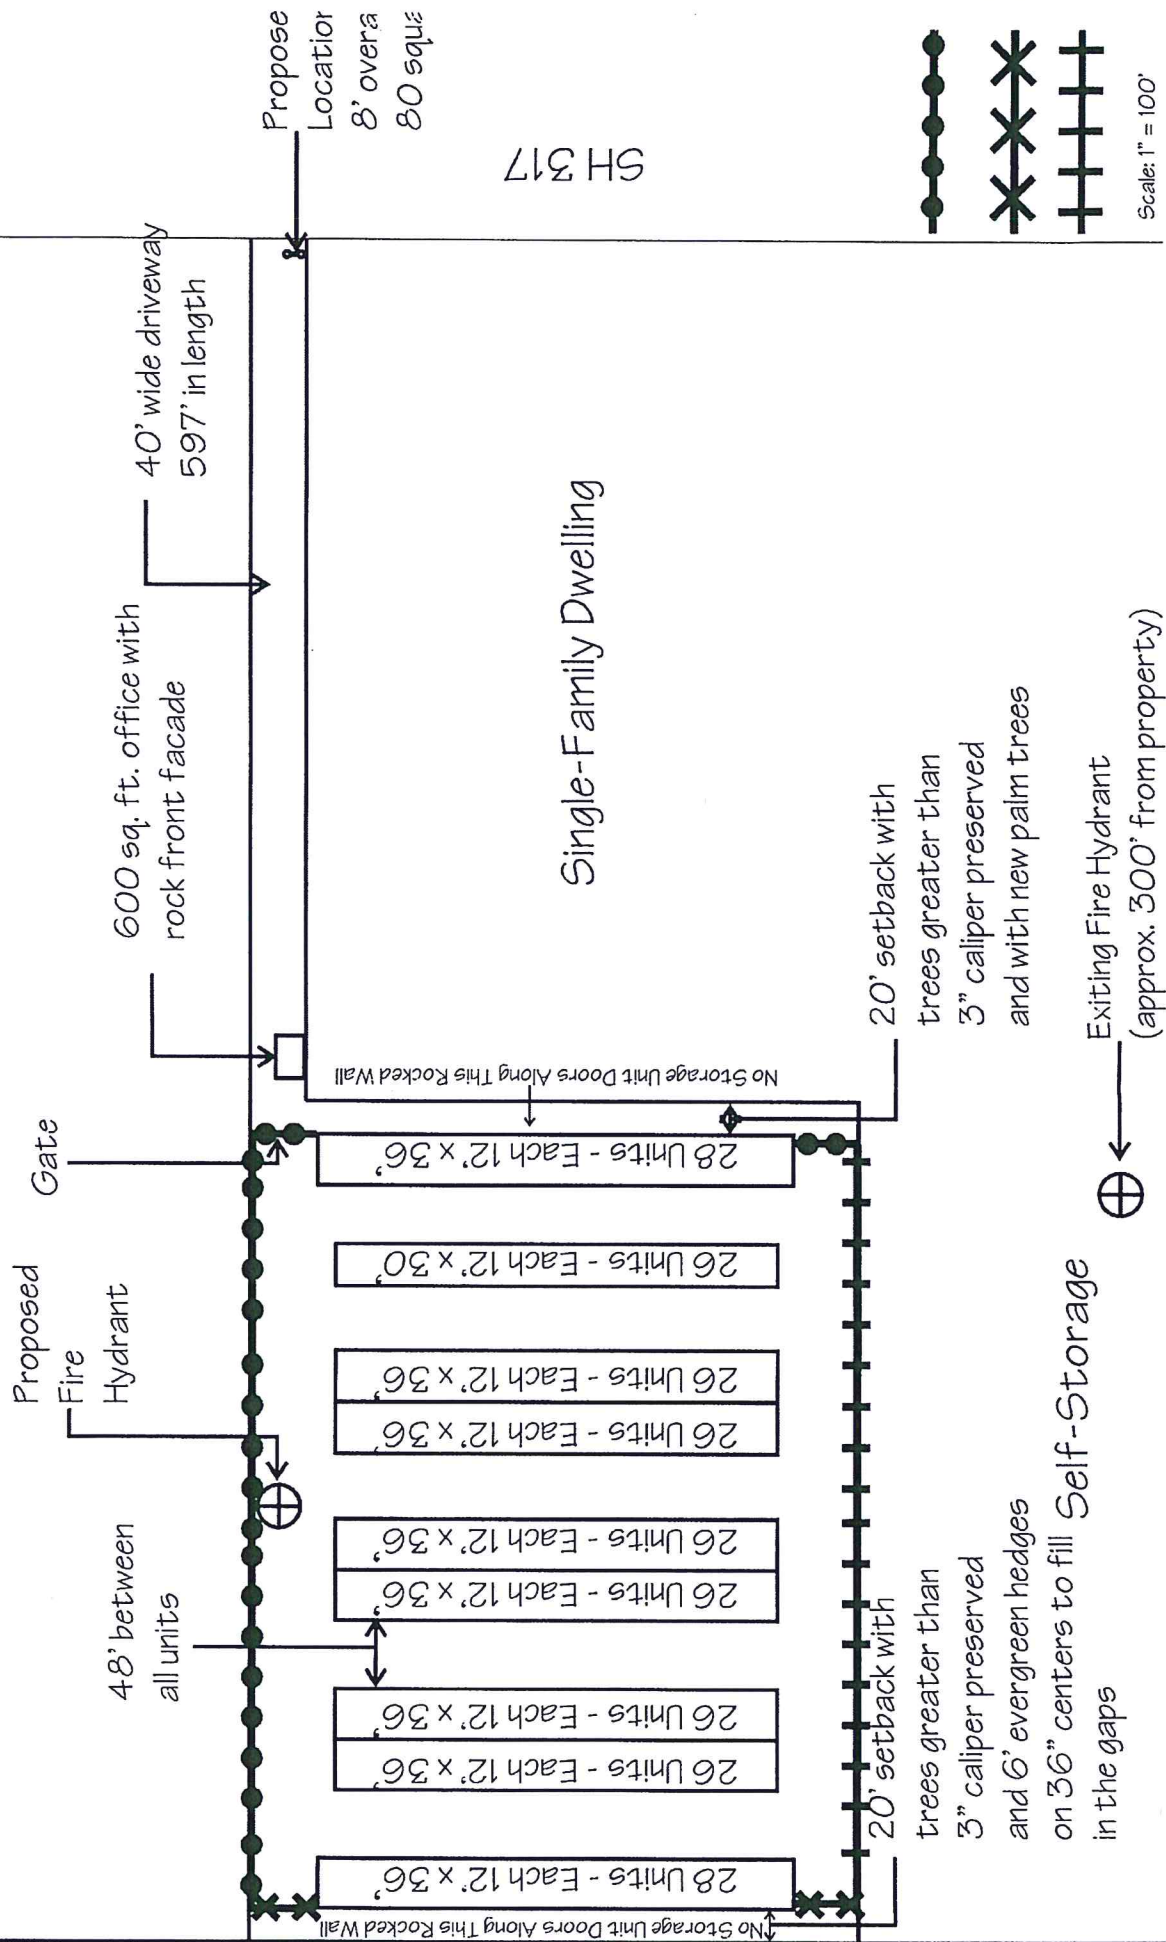 Proposed
Fire
Hydrant
Gate
48' between
all units
600 sq. ft. office with
rock front facade
40' wide driveway
597' in length
Propose
Location
8' overa
80 squa
SH 317
Single-Family Dwelling
No Storage Unit Doors Along This Rocked Wall
28 Units - Each 12' x 36'
26 Units - Each 12' x 36'
26 Units - Each 12' x 36'
26 Units - Each 12' x 36'
26 Units - Each 12' x 36'
26 Units - Each 12' x 36'
26 Units - Each 12' x 36'
26 Units - Each 12' x 30'
28 Units - Each 12' x 36'
No Storage Unit Doors Along This Rocked Wall
20' setback with
trees greater than
3" caliper preserved
and 6' evergreen hedges
on 36" centers to fill
in the gaps
Self-Storage
20' setback with
trees greater than
3" caliper preserved
and with new palm trees
Exiting Fire Hydrant
(approx. 300' from property)
Scale: 1" = 100'